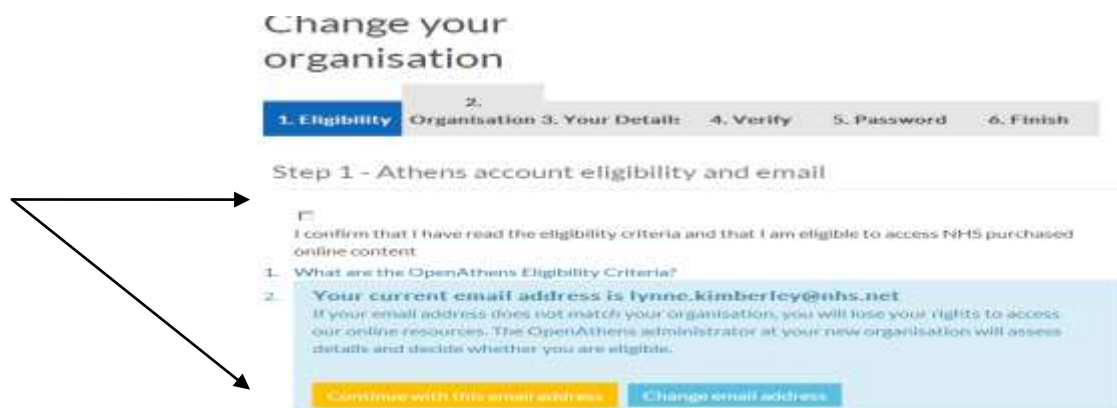 Change your
organisation
1. Eligibility
2.
Organisation
3. Your Details
4. Verify
5. Password
6. Finish
Step 1 - Athens account eligibility and email
I confirm that I have read the eligibility criteria and that I am eligible to access NHS purchased
online content
1. What are the OpenAthens Eligibility Criteria?
2. Your current email address is lynne.kimberley@nhs.net
If your email address does not match your organisation, you will lose your rights to access
our online resources. The OpenAthens administrator at your new organisation will assess
details and decide whether you are eligible.
Continue with this email address
Change email address